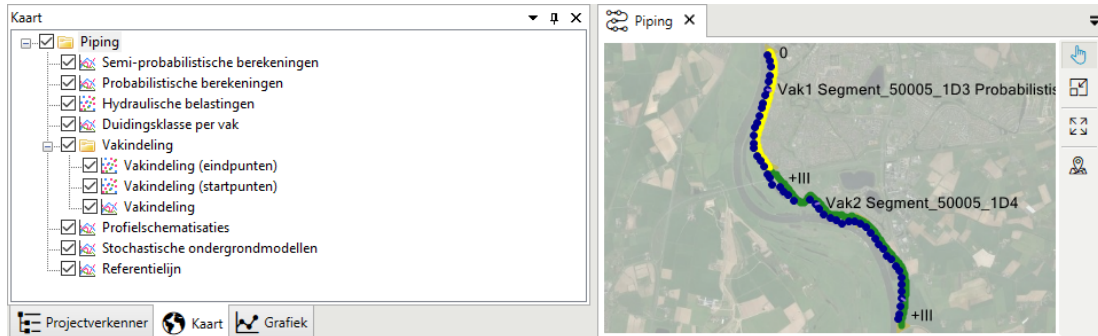 Kaart
Piping
Semi-probabilistische berekeningen
Probabilistische berekeningen
Hydraulische belastingen
Duidingsklasse per vak
Vakindeling
Vakindeling (eindpunten)
Vakindeling (startpunten)
Vakindeling
Profielschematisaties
Stochastische ondergrondmodellen
Referentielijn
Projectverkenner
Kaart
Grafiek
Piping
0
Vak1 Segment_50005_1D3 Probabilistis
+III
Vak2 Segment_50005_1D4
+III